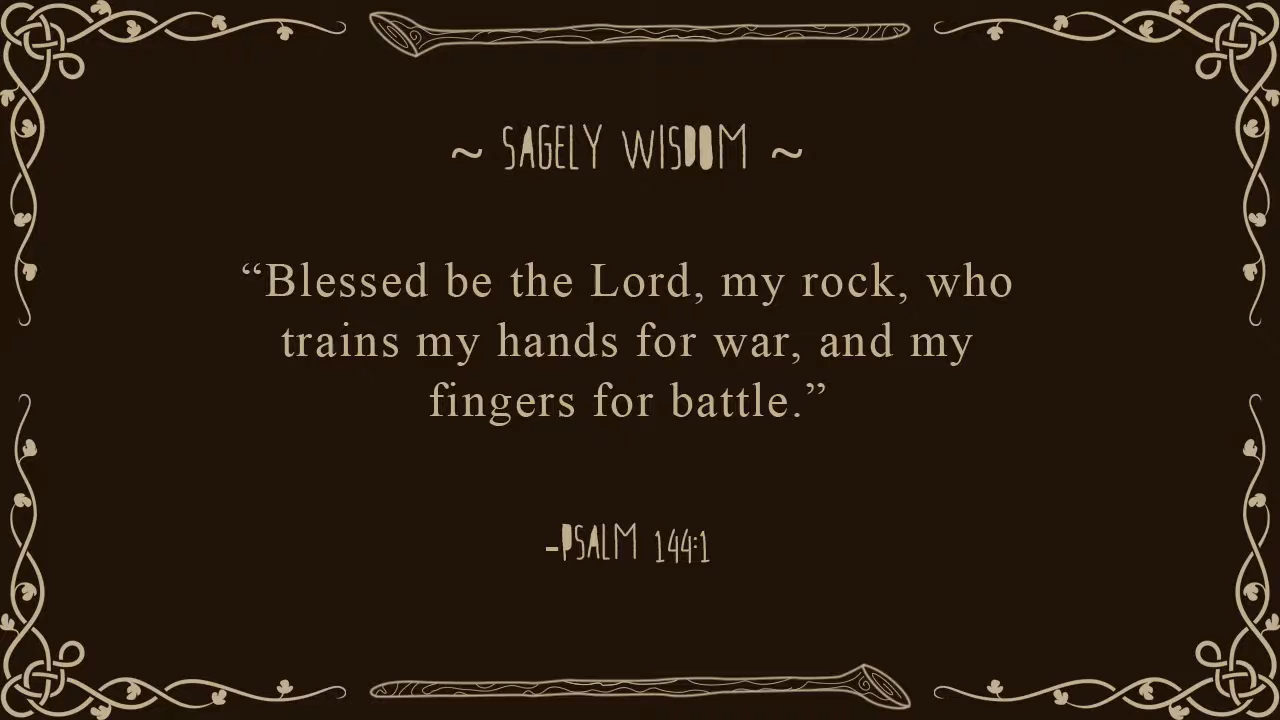 ~ SAGELY WISDOM ~
“Blessed be the Lord, my rock, who
trains my hands for war, and my
fingers for battle.”
-PSALM 144:1